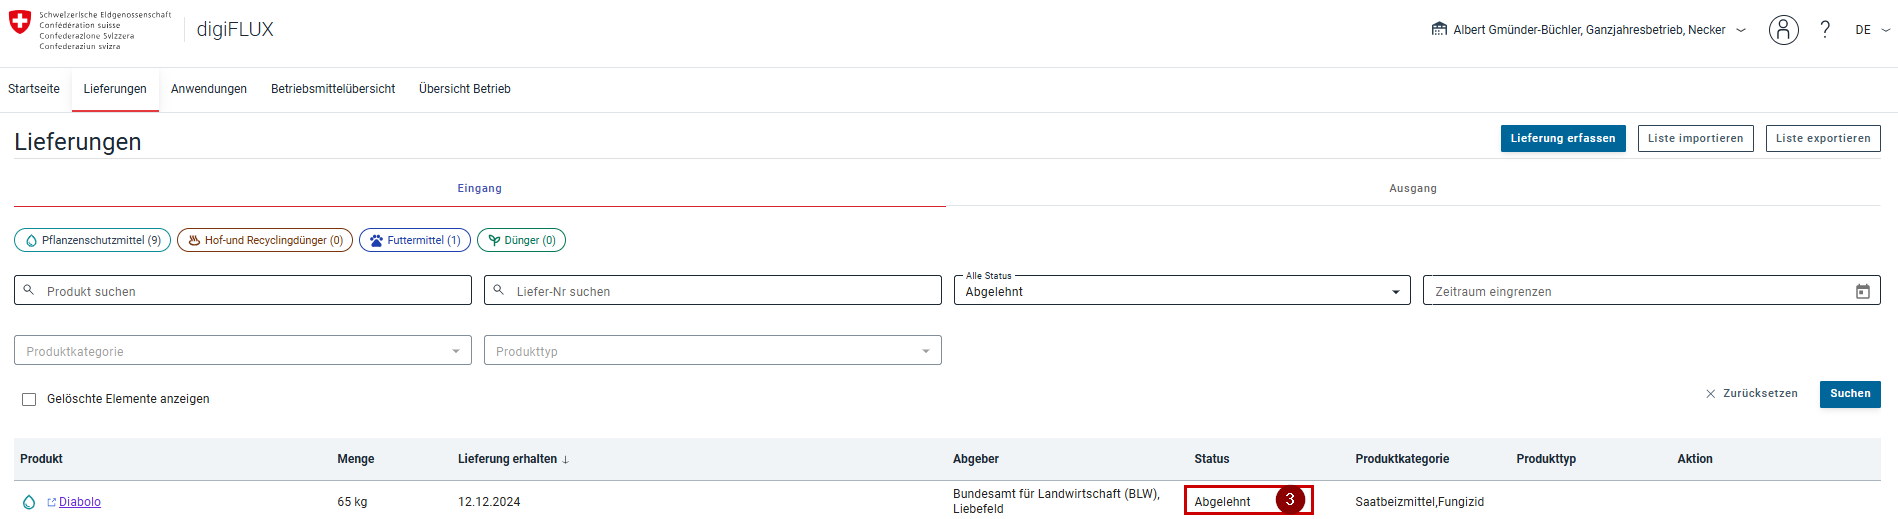 Schweizerische Eidgenossenschaft
Confédération suisse
Confederazione Svizzera
Confederaziun svizra
digiFLUX
Albert Gmünder-Büchler, Ganzjahresbetrieb, Necker
?
DE
Startseite
Lieferungen
Anwendungen
Betriebsmittelübersicht
Übersicht Betrieb
Lieferungen
Lieferung erfassen
Liste importieren
Liste exportieren
Eingang
Ausgang
Pflanzenschutzmittel (9)
Hof-und Recyclingdünger (0)
Futtermittel (1)
Dünger (0)
Produkt suchen
Liefer-Nr suchen
Alle Status
Abgelehnt
Zeitraum eingrenzen
Produktkategorie
Produkttyp
Gelöschte Elemente anzeigen
Zurücksetzen
Suchen
Produkt
Menge
Lieferung erhalten
Abgeber
Status
Produktkategorie
Produkttyp
Aktion
Diabolo
65 kg
12.12.2024
Bundesamt für Landwirtschaft (BLW),
Liebefeld
Abgelehnt
3
Saatbeizmittel,Fungizid